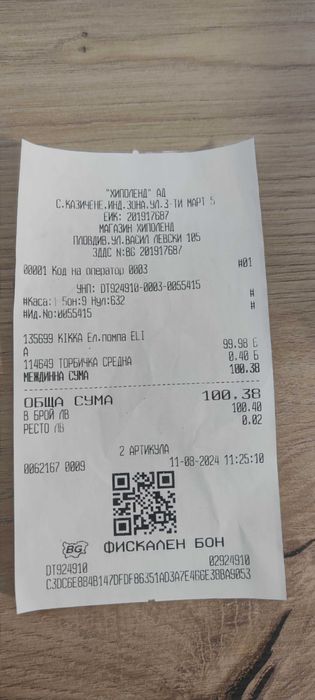 "ХИПОЛЕНД" АД
С.КАЗИЧЕНЕ.ИНД.ЗОНА.УЛ.3-ТИ МАРТ 5
ЕИК: 201917687
МАГАЗИН ХИПОЛЕНД
ПЛОВДИВ.УЛ.ВАСИЛ ЛЕВСКИ 105
ЗДДС N:BG 201917687
00001 Код на оператор 0003 #01
УНП: DT924910-0003-0055415
#Каса: Бон:9 Нул:632 #
#Ид.No:0055415 #
135699 KIKKA Ел.помпа ELI
А 99.98
114649 ТОРБИЧКА СРЕДНА 0.40 Б
МЕЖДИННА СУМА 100.38
ОБЩА СУМА 100.38
В БРОЙ ЛВ 100.40
РЕСТО ЛВ 0.02
2 АРТИКУЛА
0062167 0009 11-08-2024 11:25:10
BG ФИСКАЛЕН БОН
DT924910 02924910